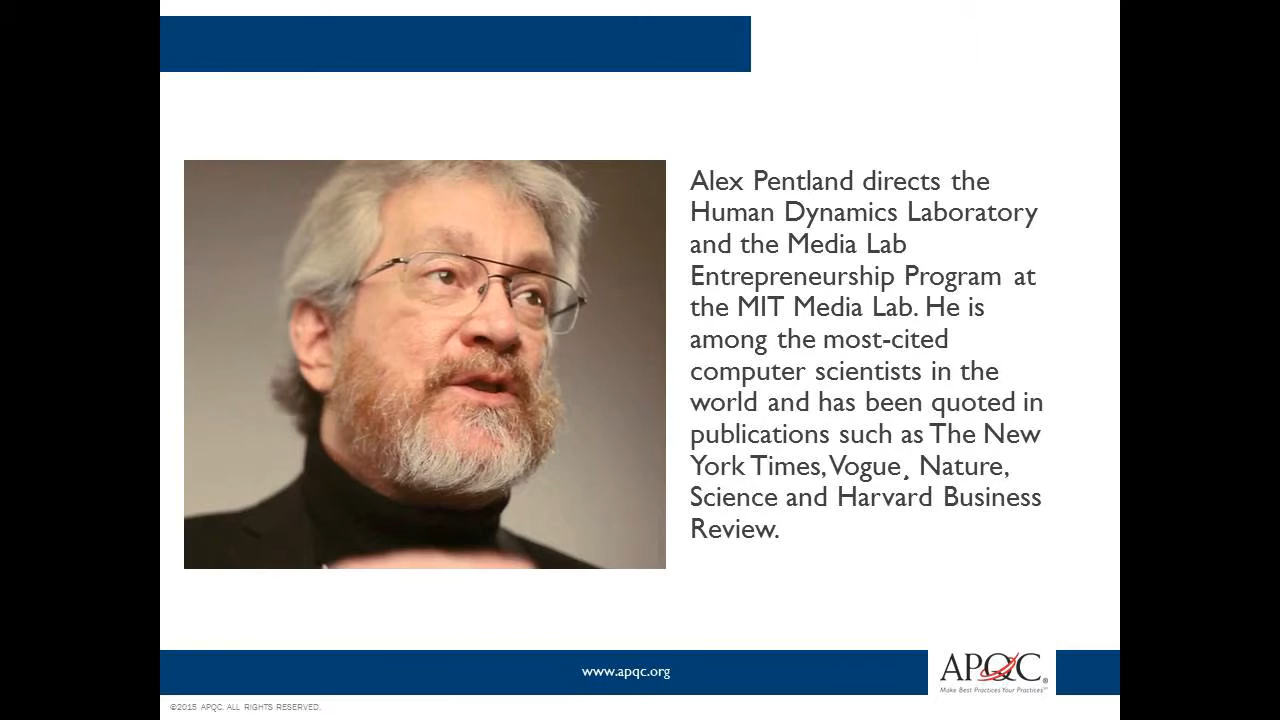 Alex Pentland directs the
Human Dynamics Laboratory
and the Media Lab
Entrepreneurship Program at
the MIT Media Lab. He is
among the most-cited
computer scientists in the
world and has been quoted in
publications such as The New
York Times, Vogue¸ Nature,
Science and Harvard Business
Review.
www.apqc.org
APQC®
Make Best Practices Your Practices℠
©2015 APQC. ALL RIGHTS RESERVED.